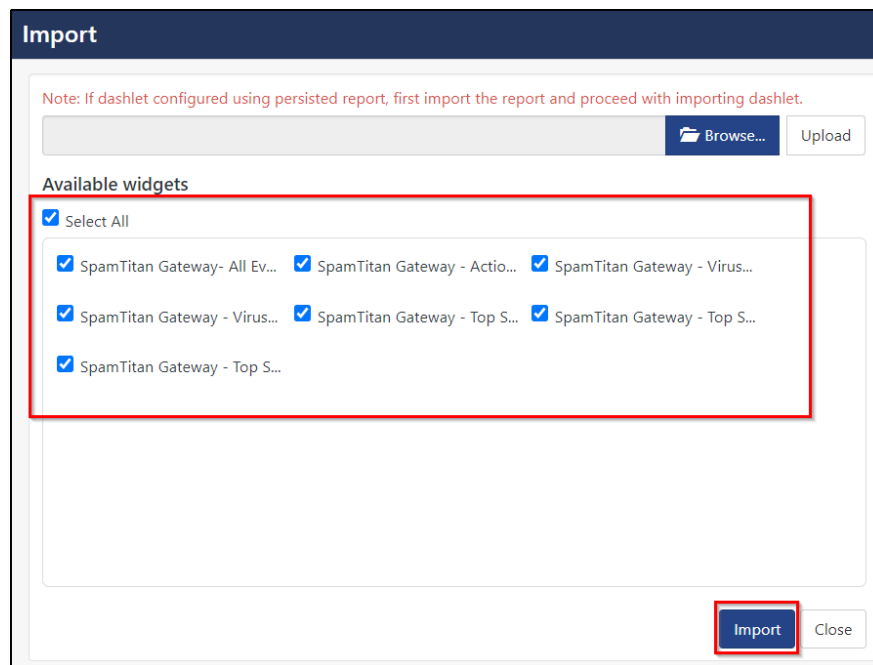 Import
Note: If dashlet configured using persisted report, first import the report and proceed with importing dashlet.
Browse... Upload
Available widgets
Select All
SpamTitan Gateway- All Ev... SpamTitan Gateway - Actio... SpamTitan Gateway - Virus...
SpamTitan Gateway - Virus... SpamTitan Gateway - Top S... SpamTitan Gateway - Top S...
SpamTitan Gateway - Top S...
Import Close